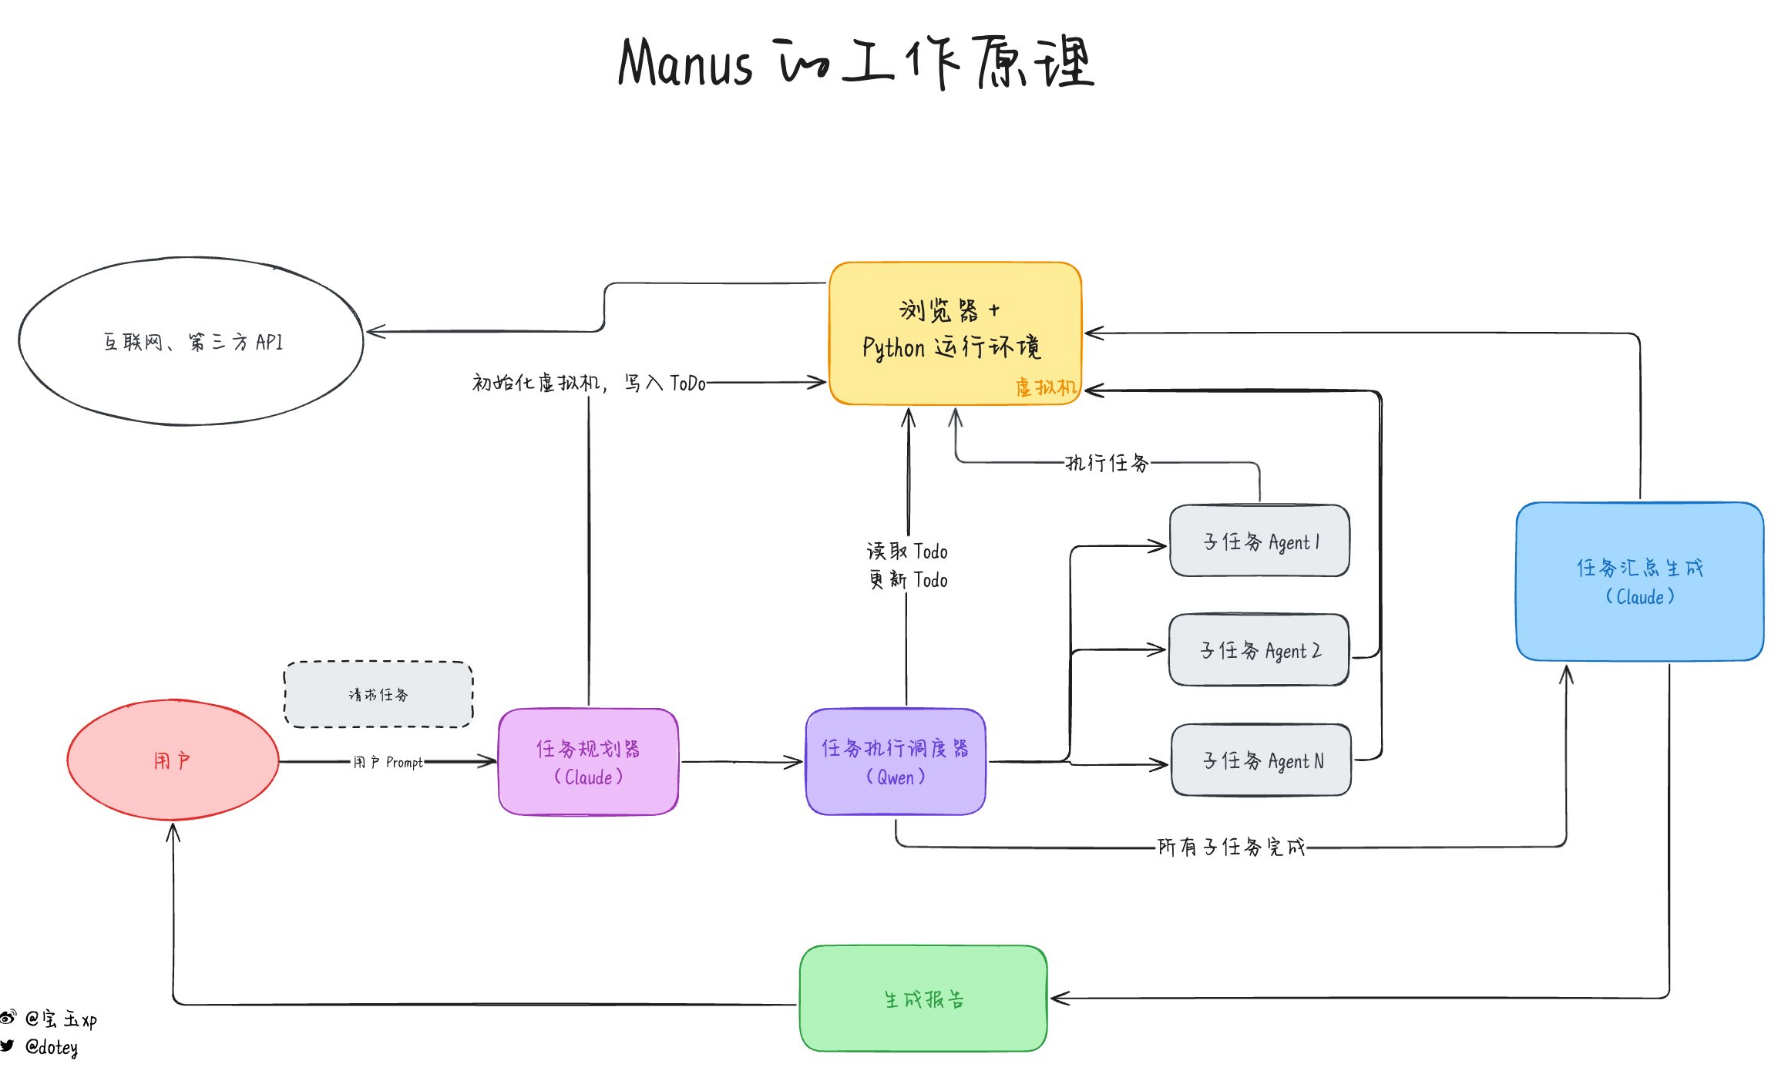 Manus 的工作原理
互联网、第三方 API
浏览器 +
Python 运行环境
虚拟机
初始化虚拟机，写入 ToDo
执行任务
读取 Todo
更新 Todo
子任务 Agent 1
子任务 Agent 2
子任务 Agent N
任务汇总生成
（Claude）
请求任务
用户
用户 Prompt
任务规划器
（Claude）
任务执行调度器
（Qwen）
所有子任务完成
生成报告
@宝玉xp
@dotey